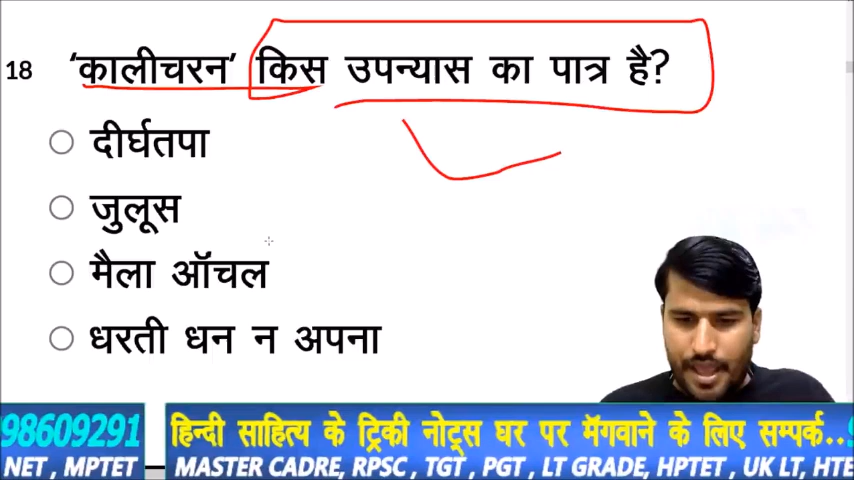 18 'कालीचरन' किस उपन्यास का पात्र है?
दीर्घतपा
जुलूस
मैला ऑचल
धरती धन न अपना
98609291 हिन्दी साहित्य के ट्रिकी नोट्स घर पर मॅगवाने के लिए सम्पर्क..
NET , MPTET MASTER CADRE, RPSC , TGT , PGT , LT GRADE, HPTET , UK LT, HTE